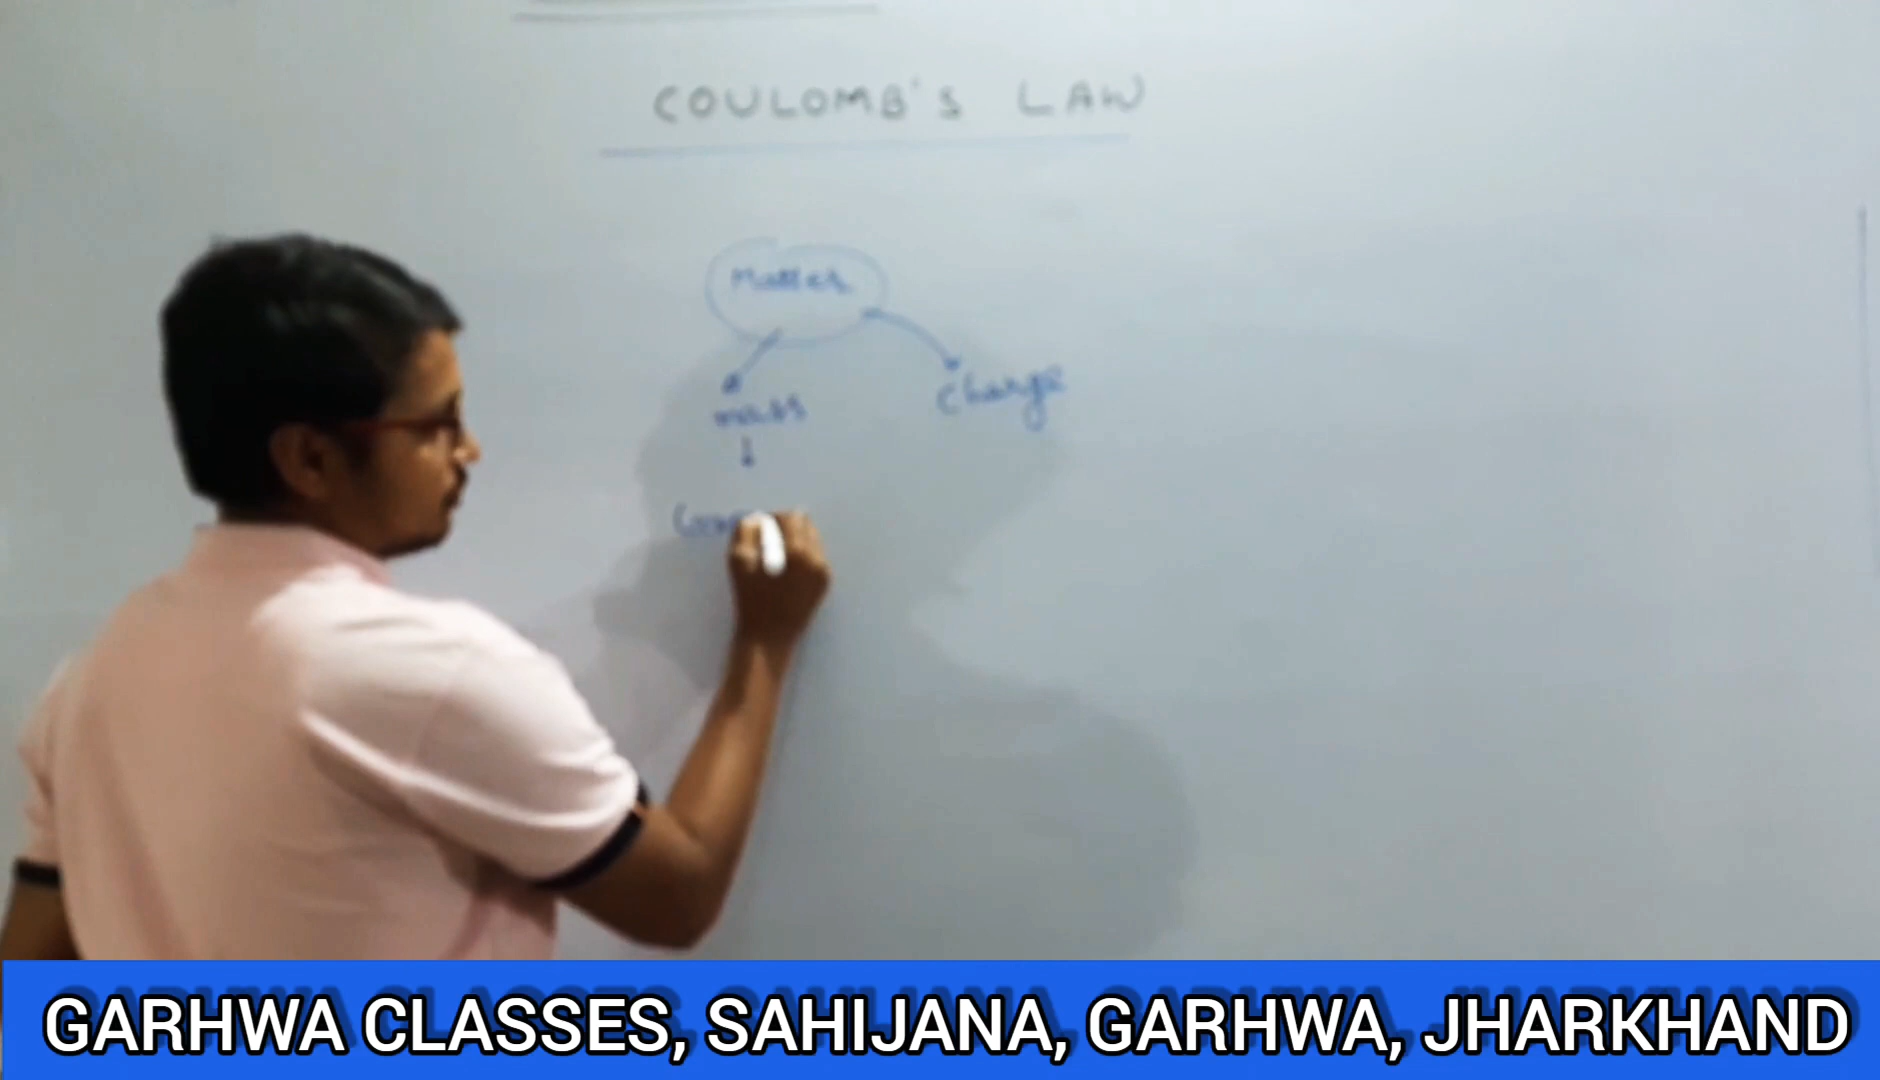 COULOMB'S LAW
Matter
mass
Charge
GARHWA CLASSES, SAHIJANA, GARHWA, JHARKHAND